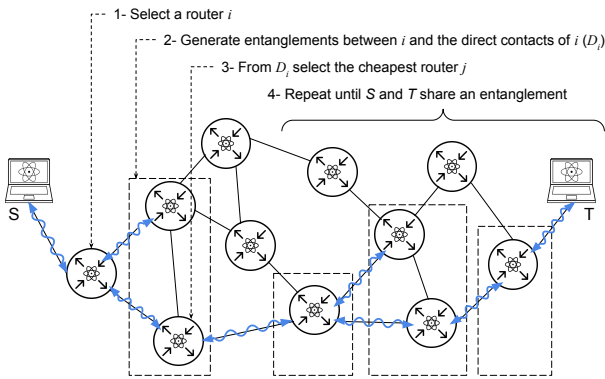 1- Select a router i
2- Generate entanglements between i and the direct contacts of i (Di)
3- From Di select the cheapest router j
4- Repeat until S and T share an entanglement
S
T